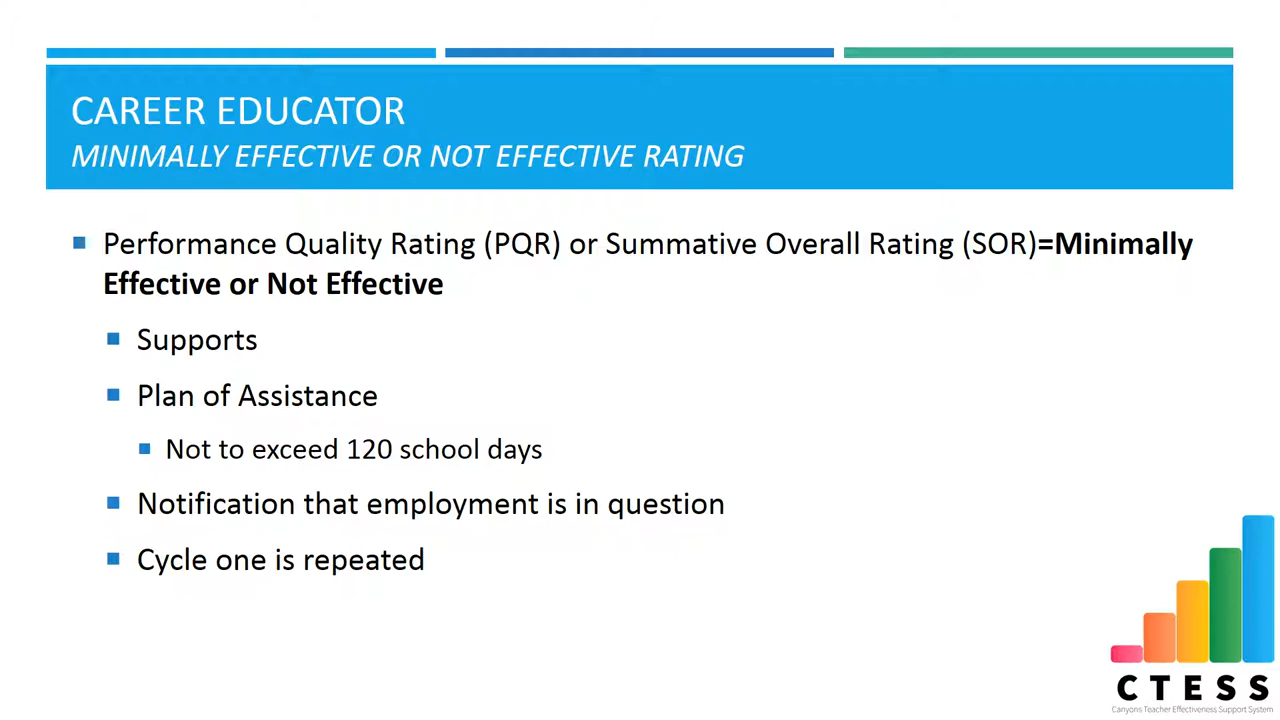 CAREER EDUCATOR
MINIMALLY EFFECTIVE OR NOT EFFECTIVE RATING
Performance Quality Rating (PQR) or Summative Overall Rating (SOR)=Minimally
Effective or Not Effective
Supports
Plan of Assistance
Not to exceed 120 school days
Notification that employment is in question
Cycle one is repeated
CTESS
Canyons Teacher Effectiveness Support System